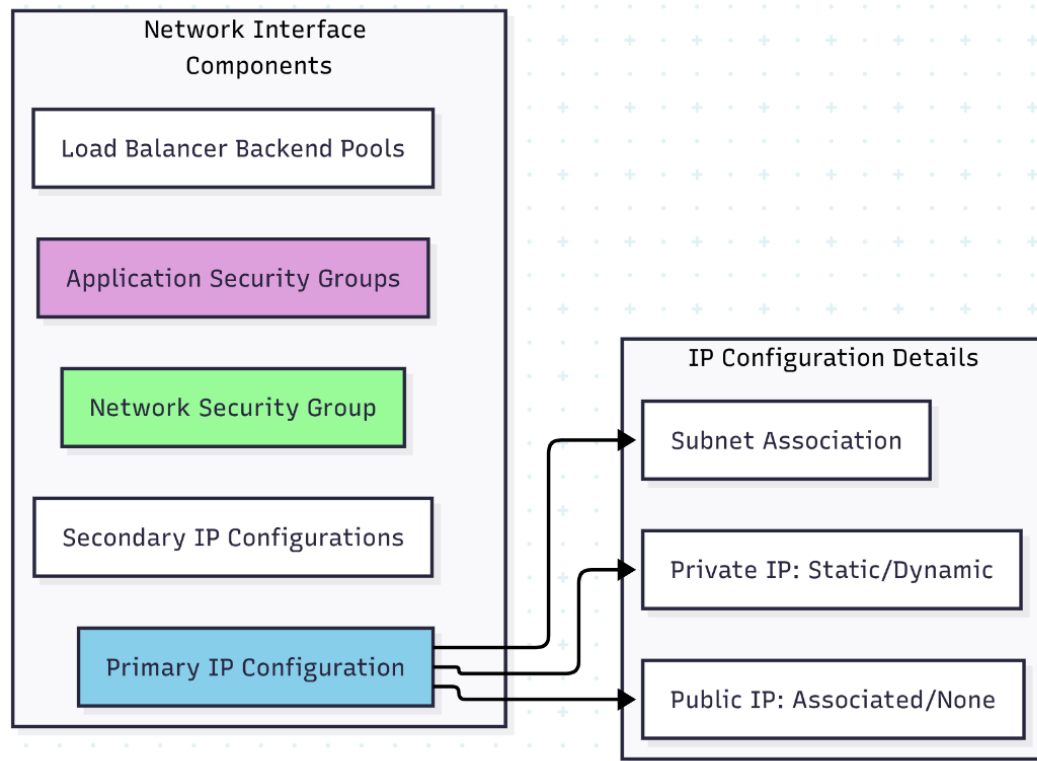 Network Interface
Components
Load Balancer Backend Pools
Application Security Groups
Network Security Group
Secondary IP Configurations
Primary IP Configuration
IP Configuration Details
Subnet Association
Private IP: Static/Dynamic
Public IP: Associated/None